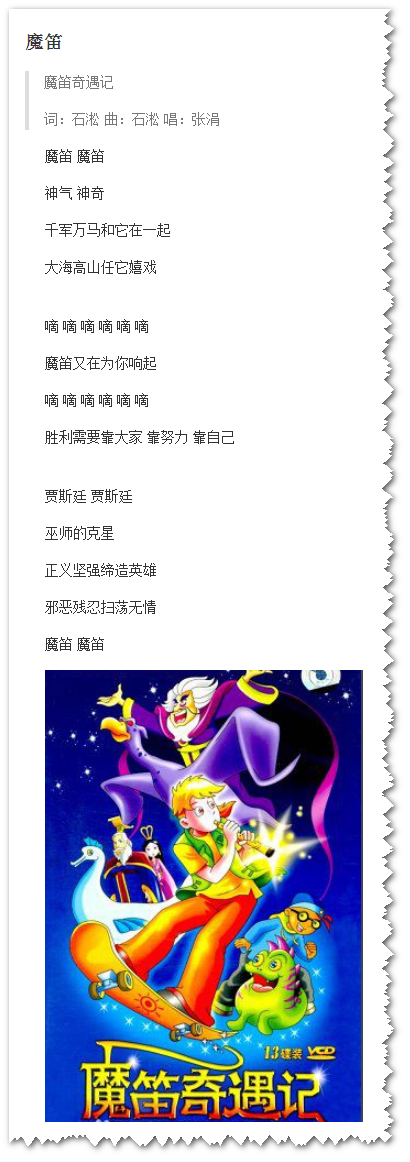 魔笛
魔笛奇遇记
词：石淞 曲：石淞 唱：张涓
魔笛 魔笛
神气 神奇
千军万马和它在一起
大海高山任它嬉戏
嘀 嘀 嘀 嘀 嘀 嘀
魔笛又在为你响起
嘀 嘀 嘀 嘀 嘀 嘀
胜利需要靠大家 靠努力 靠自己
贾斯廷 贾斯廷
巫师的克星
正义坚强缔造英雄
邪恶残忍扫荡无情
魔笛 魔笛
13碟装 VCD
魔笛奇遇记